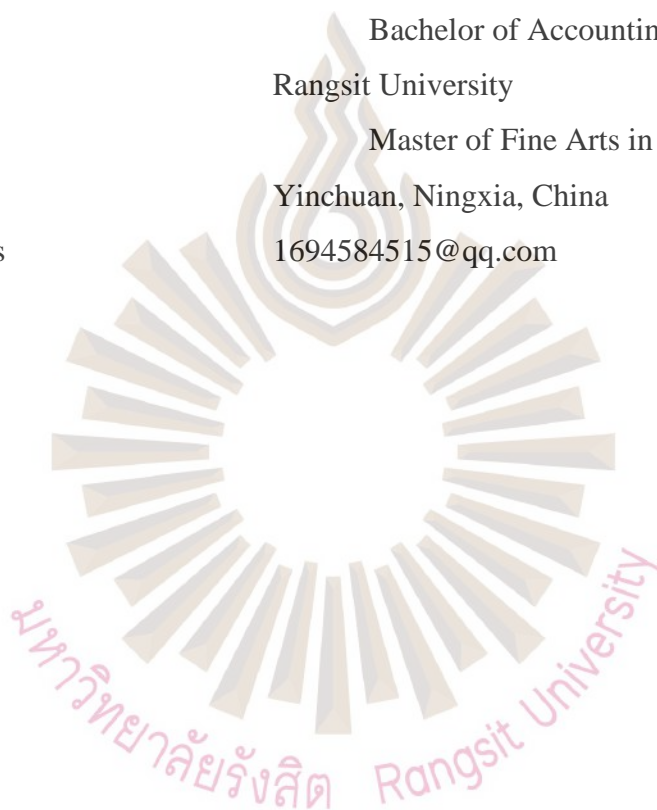 Bachelor of Accountin
Rangsit University
Master of Fine Arts in
Yinchuan, Ningxia, China
s 1694584515@qq.com
มหาวิทยาลัยรังสิต Rangsit University